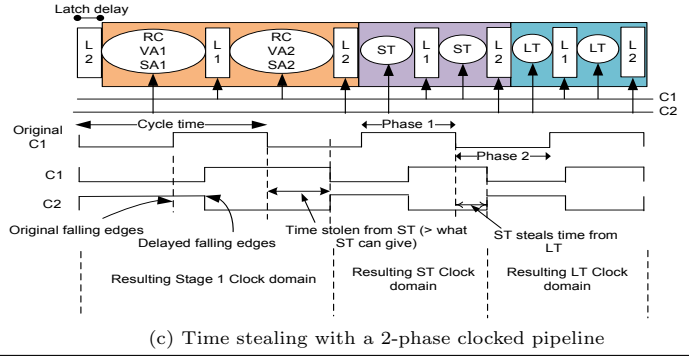 Latch delay
L 2
RC VA1 SA1
L 1
RC VA2 SA2
L 2
ST
L 1
ST
L 2
LT
L 1
LT
L 2
C1
C2
Original C1
Cycle time
Phase 1
Phase 2
C1
C2
Original falling edges
Delayed falling edges
Time stolen from ST (> what
ST can give)
ST steals time from
LT
Resulting Stage 1 Clock domain
Resulting ST Clock
domain
Resulting LT Clock
domain
(c) Time stealing with a 2-phase clocked pipeline